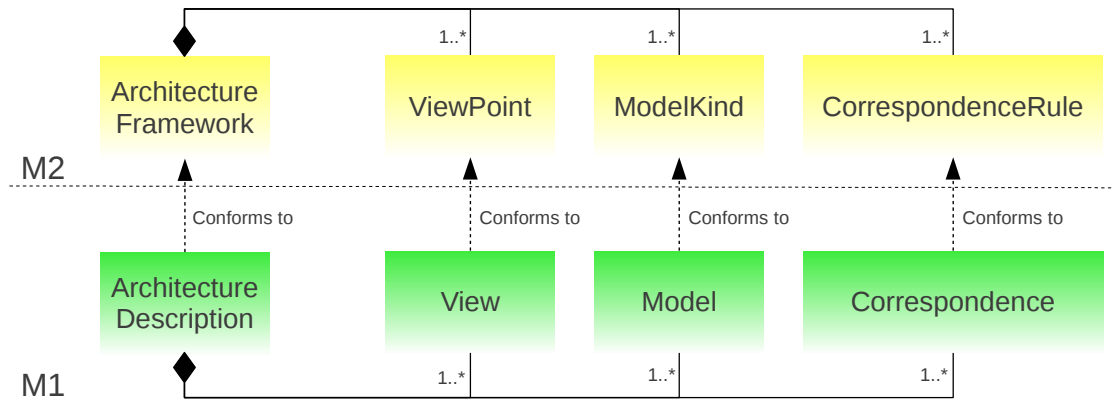 1..*
1..*
1..*
Architecture
Framework
ViewPoint
ModelKind
CorrespondenceRule
M2
Conforms to
Conforms to
Conforms to
Conforms to
Architecture
Description
View
Model
Correspondence
M1
1..*
1..*
1..*